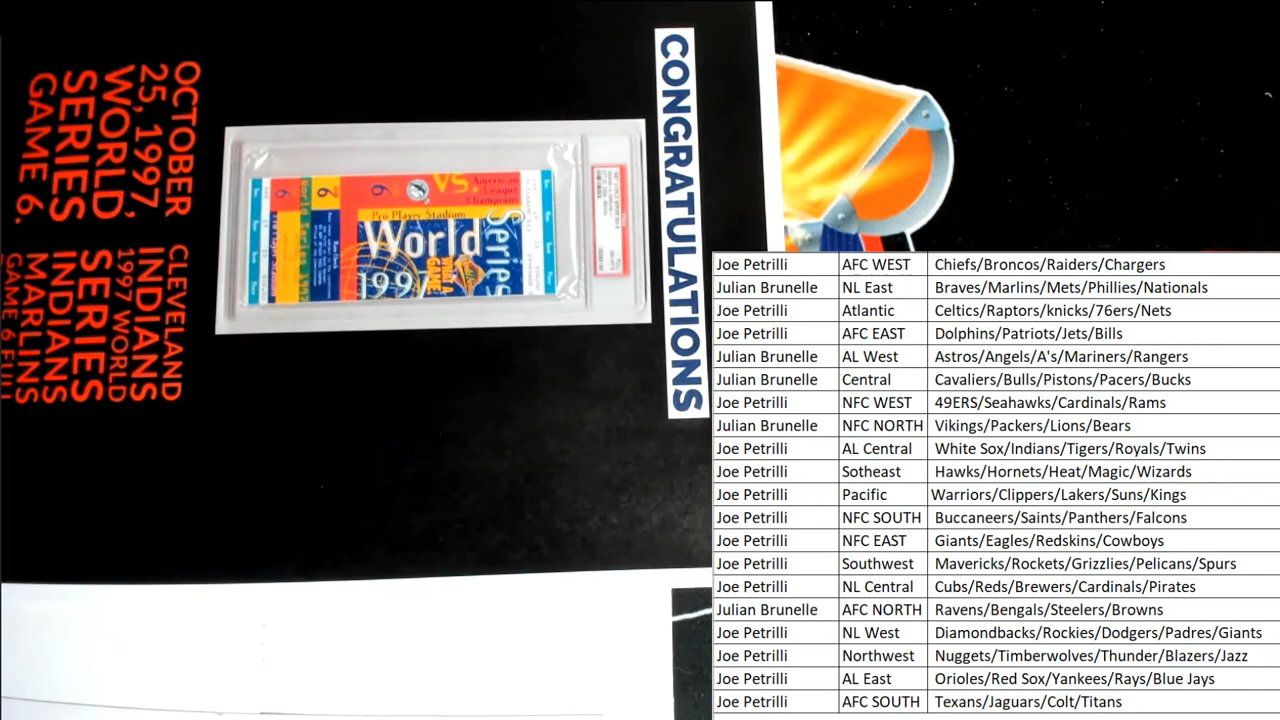 OCTOBER
25, 1997,
WORLD
SERIES
GAME 6.
CLEVELAND
INDIANS
1997 WORLD
SERIES
INDIANS
MARLINS
GAME 6 FULL
CONGRATULATIONS
6
VS.
American
League
Champions
Pro Player Stadium
World
Series
1997
Joe Petrilli AFC WEST Chiefs/Broncos/Raiders/Chargers
Julian Brunelle NL East Braves/Marlins/Mets/Phillies/Nationals
Joe Petrilli Atlantic Celtics/Raptors/knicks/76ers/Nets
Joe Petrilli AFC EAST Dolphins/Patriots/Jets/Bills
Julian Brunelle AL West Astros/Angels/A's/Mariners/Rangers
Julian Brunelle Central Cavaliers/Bulls/Pistons/Pacers/Bucks
Joe Petrilli NFC WEST 49ERS/Seahawks/Cardinals/Rams
Julian Brunelle NFC NORTH Vikings/Packers/Lions/Bears
Joe Petrilli AL Central White Sox/Indians/Tigers/Royals/Twins
Joe Petrilli Sotheast Hawks/Hornets/Heat/Magic/Wizards
Joe Petrilli Pacific Warriors/Clippers/Lakers/Suns/Kings
Joe Petrilli NFC SOUTH Buccaneers/Saints/Panthers/Falcons
Joe Petrilli NFC EAST Giants/Eagles/Redskins/Cowboys
Joe Petrilli Southwest Mavericks/Rockets/Grizzlies/Pelicans/Spurs
Joe Petrilli NL Central Cubs/Reds/Brewers/Cardinals/Pirates
Julian Brunelle AFC NORTH Ravens/Bengals/Steelers/Browns
Joe Petrilli NL West Diamondbacks/Rockies/Dodgers/Padres/Giants
Joe Petrilli Northwest Nuggets/Timberwolves/Thunder/Blazers/Jazz
Joe Petrilli AL East Orioles/Red Sox/Yankees/Rays/Blue Jays
Joe Petrilli AFC SOUTH Texans/Jaguars/Colt/Titans